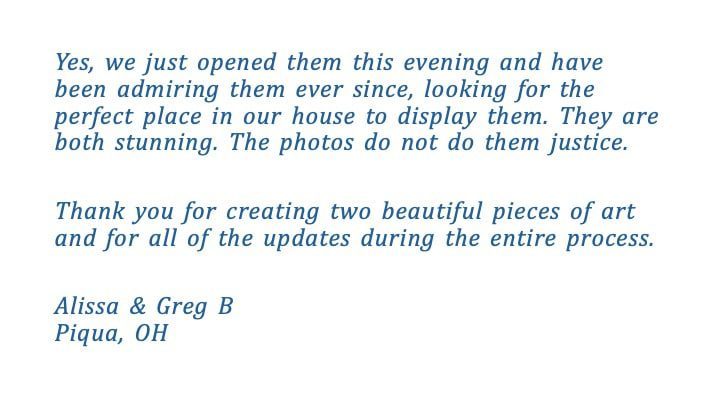 Yes, we just opened them this evening and have
been admiring them ever since, looking for the
perfect place in our house to display them. They are
both stunning. The photos do not do them justice.
Thank you for creating two beautiful pieces of art
and for all of the updates during the entire process.
Alissa & Greg B
Piqua, OH